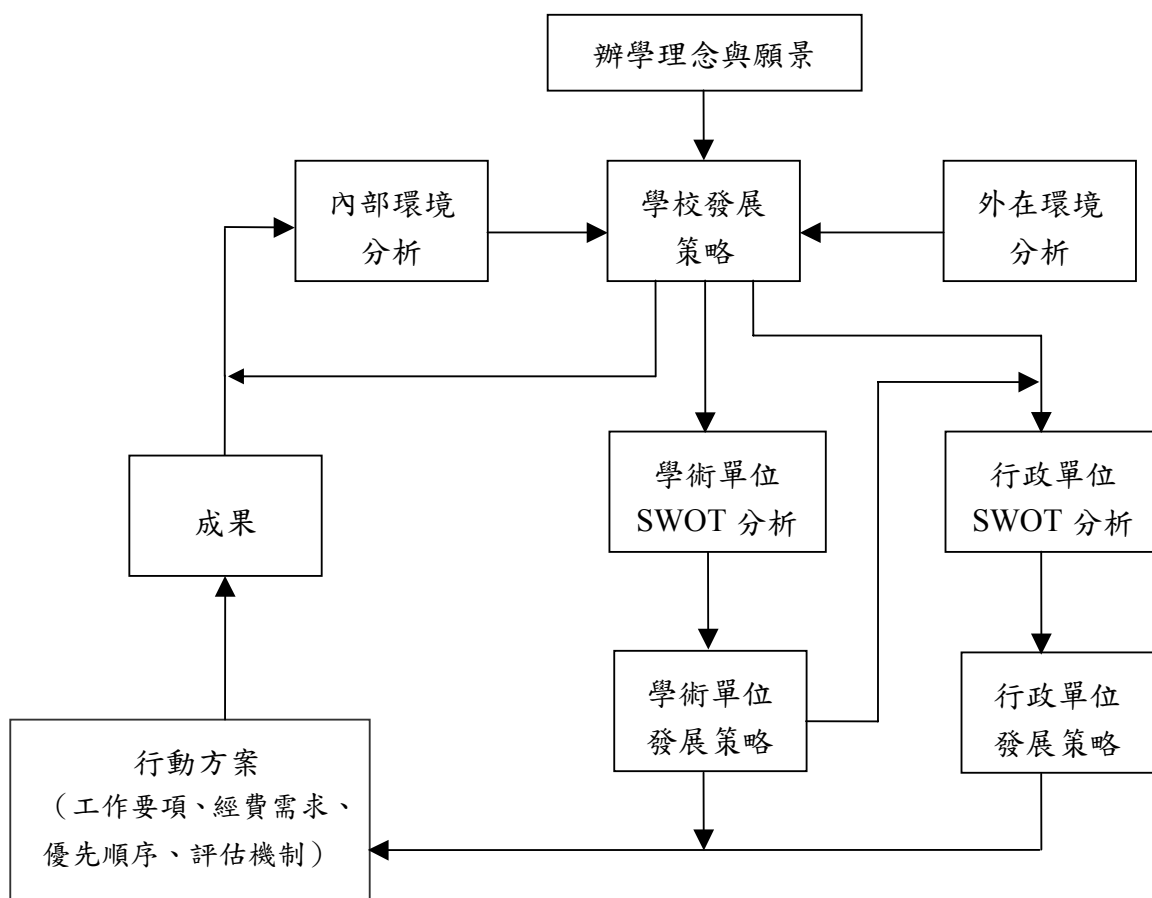 辦學理念與願景
內部環境
分析
學校發展
策略
外在環境
分析
學術單位
SWOT 分析
行政單位
SWOT 分析
成果
學術單位
發展策略
行政單位
發展策略
行動方案
（工作要項、經費需求、
優先順序、評估機制）